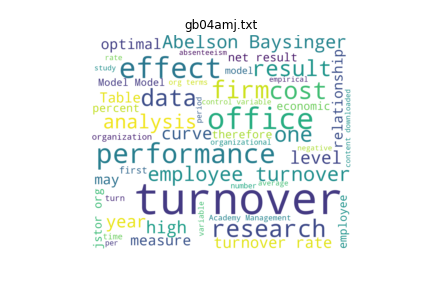 gb04amj.txt
optimal
Abelson Baysinger
absenteeism
rate
net result
study
effect
result
relationship
Model Model
org terms
model
empirical
firm
cost
Table
data
period
control variable
economic
content downloaded
percent
office
analysis
organization
curve
therefore
one
organizational
performance
level
negative
may
first
employee turnover
number
average
turn
turnover
jstor org
year
high
variable
Academy Management
research
employee
time
per
measure
turnover rate